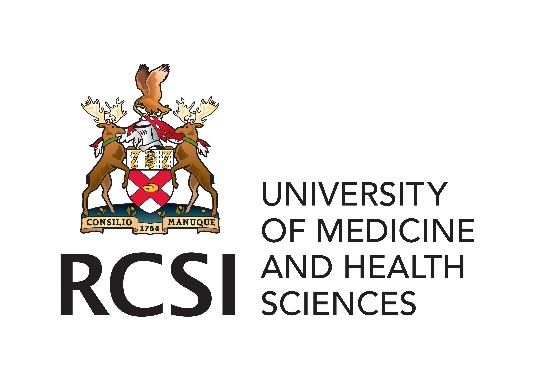 CONSILIO 1784 MANUQUE
RCSI
UNIVERSITY
OF MEDICINE
AND HEALTH
SCIENCES